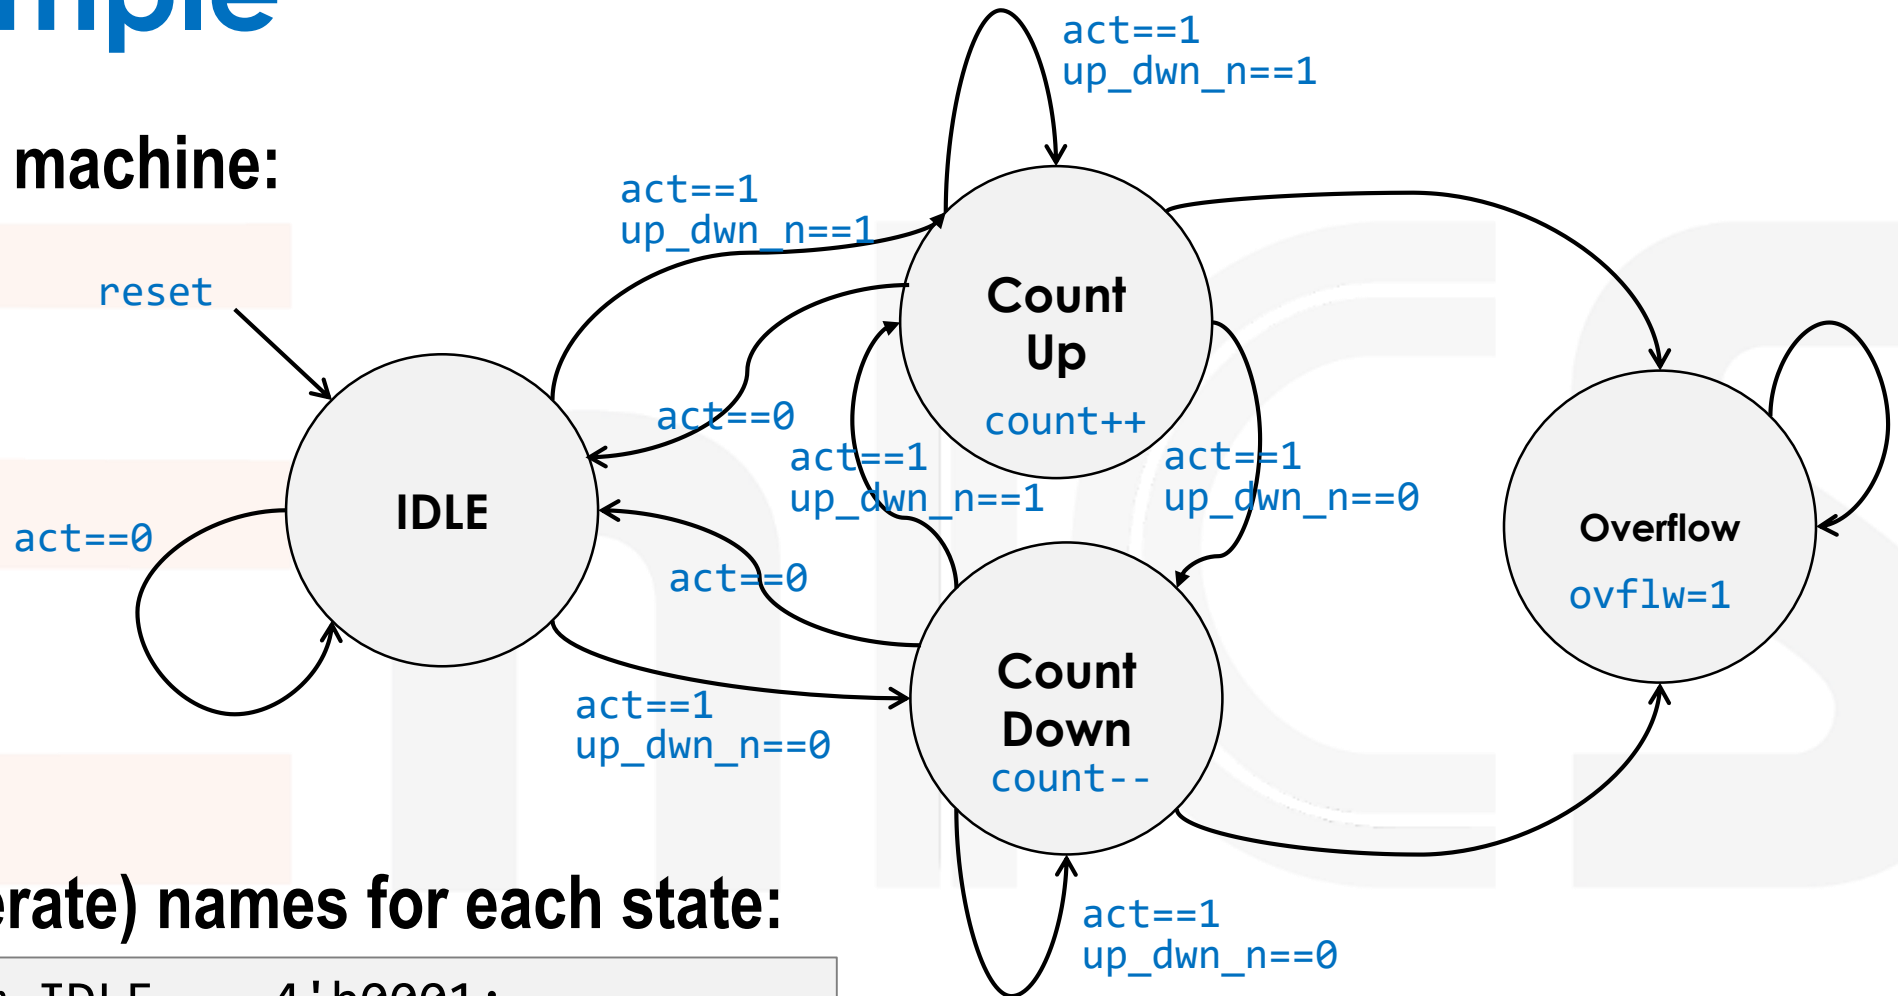 machine:
act==1
up_dwn_n==1
act==1
up_dwn_n==1
reset
Count
Up
count++
act==0
act==1
up_dwn_n==1
act==1
up_dwn_n==0
IDLE
act==0
act==0
Overflow
ovflw=1
Count
Down
count--
act==1
up_dwn_n==0
act==1
up_dwn_n==0
names for each state:
IDLE